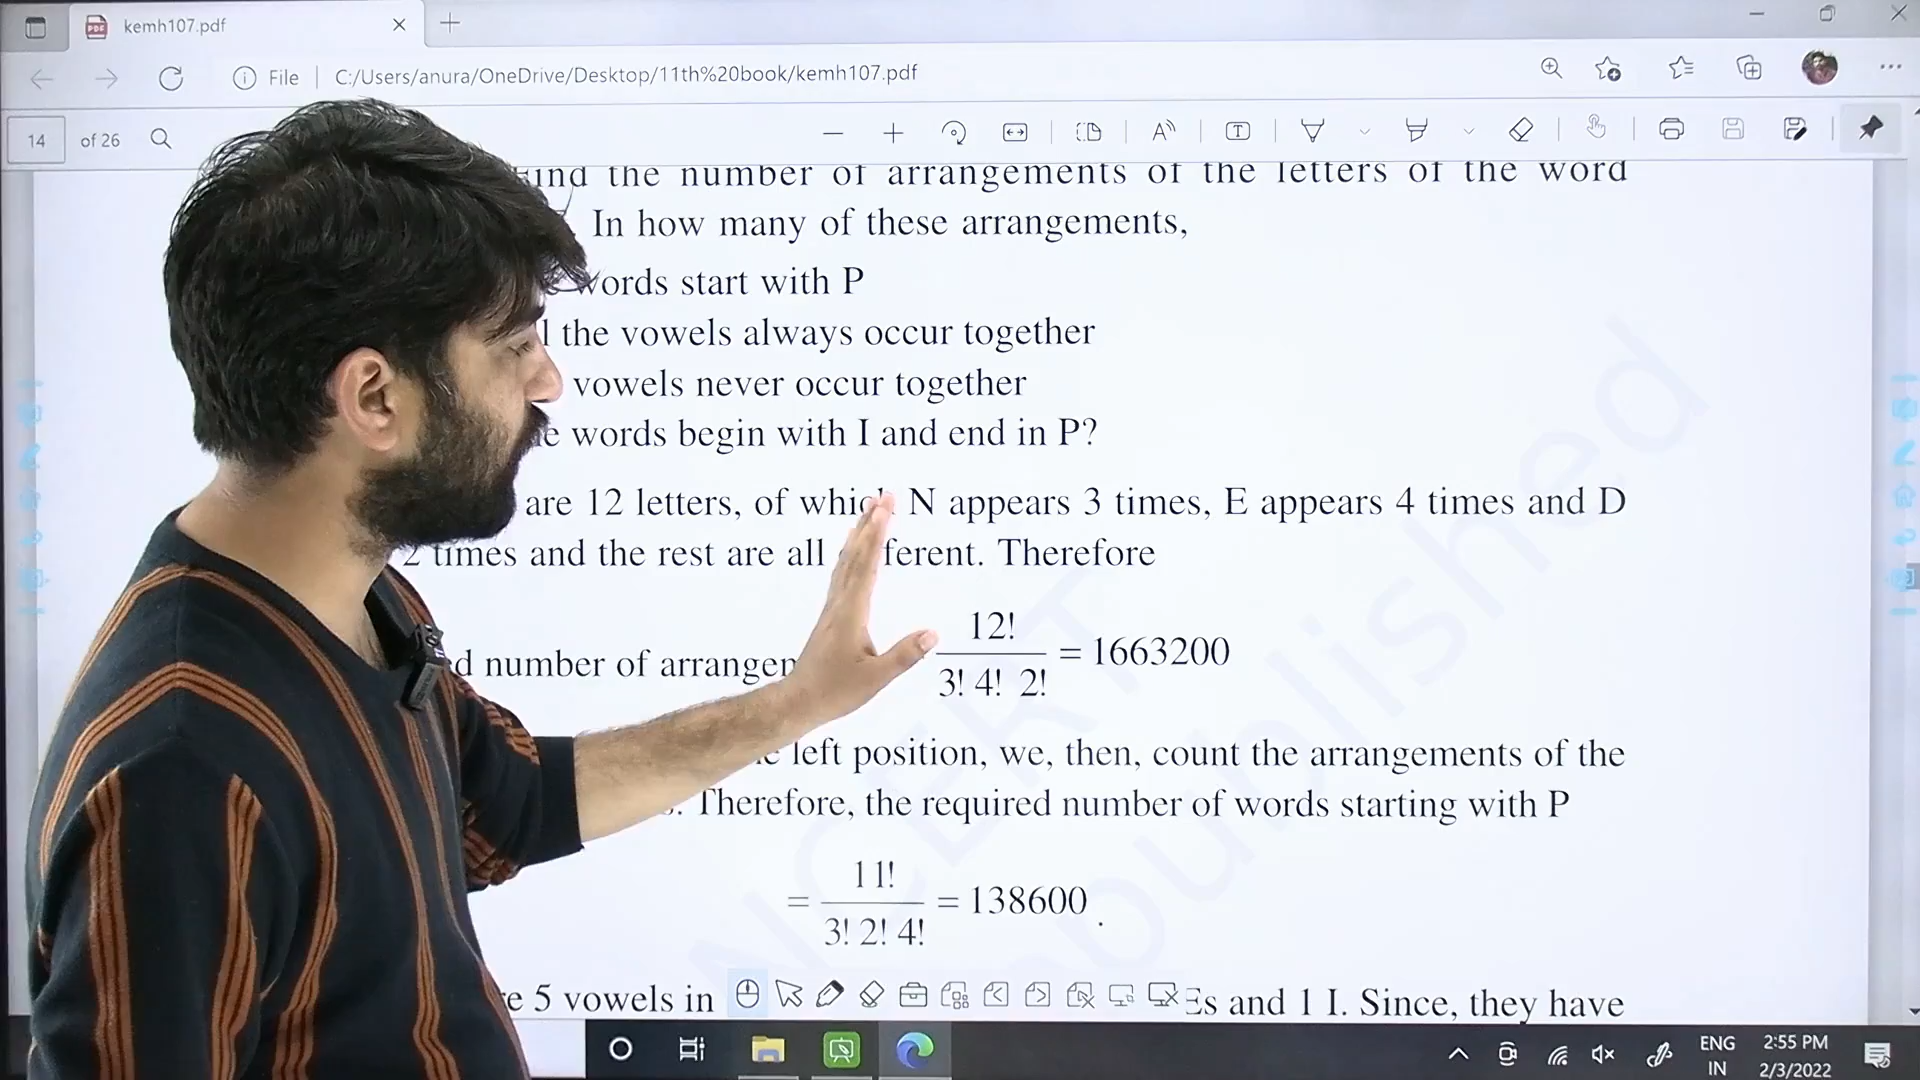 kemh107.pdf
File | C:/Users/anura/OneDrive/Desktop/11th%20book/kemh107.pdf
14 of 26
the number of arrangements of the letters of the word
. In how many of these arrangements,
words start with P
the vowels always occur together
vowels never occur together
words begin with I and end in P?
are 12 letters, of which N appears 3 times, E appears 4 times and D
2 times and the rest are all different. Therefore
number of
12!
3! 4! 2!
= 1663200
left position, we, then, count the arrangements of the
. Therefore, the required number of words starting with P
= 11!
3! 2! 4!
= 138600 .
5 vowels in Es and 1 I. Since, they have
NCERT
published
ENG
IN
2:55 PM
2/3/2022